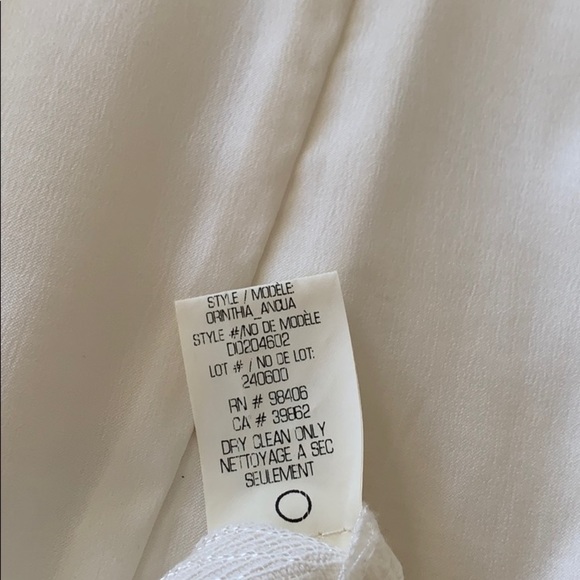 STYLE / MODÈLE:
ORINTHIA_ANCUA
STYLE #/NO DE MODÈLE
D0204602
LOT # / NO DE LOT:
240600
RN # 98406
CA # 39862
DRY CLEAN ONLY
NETTOYAGE A SEC
SEULEMENT